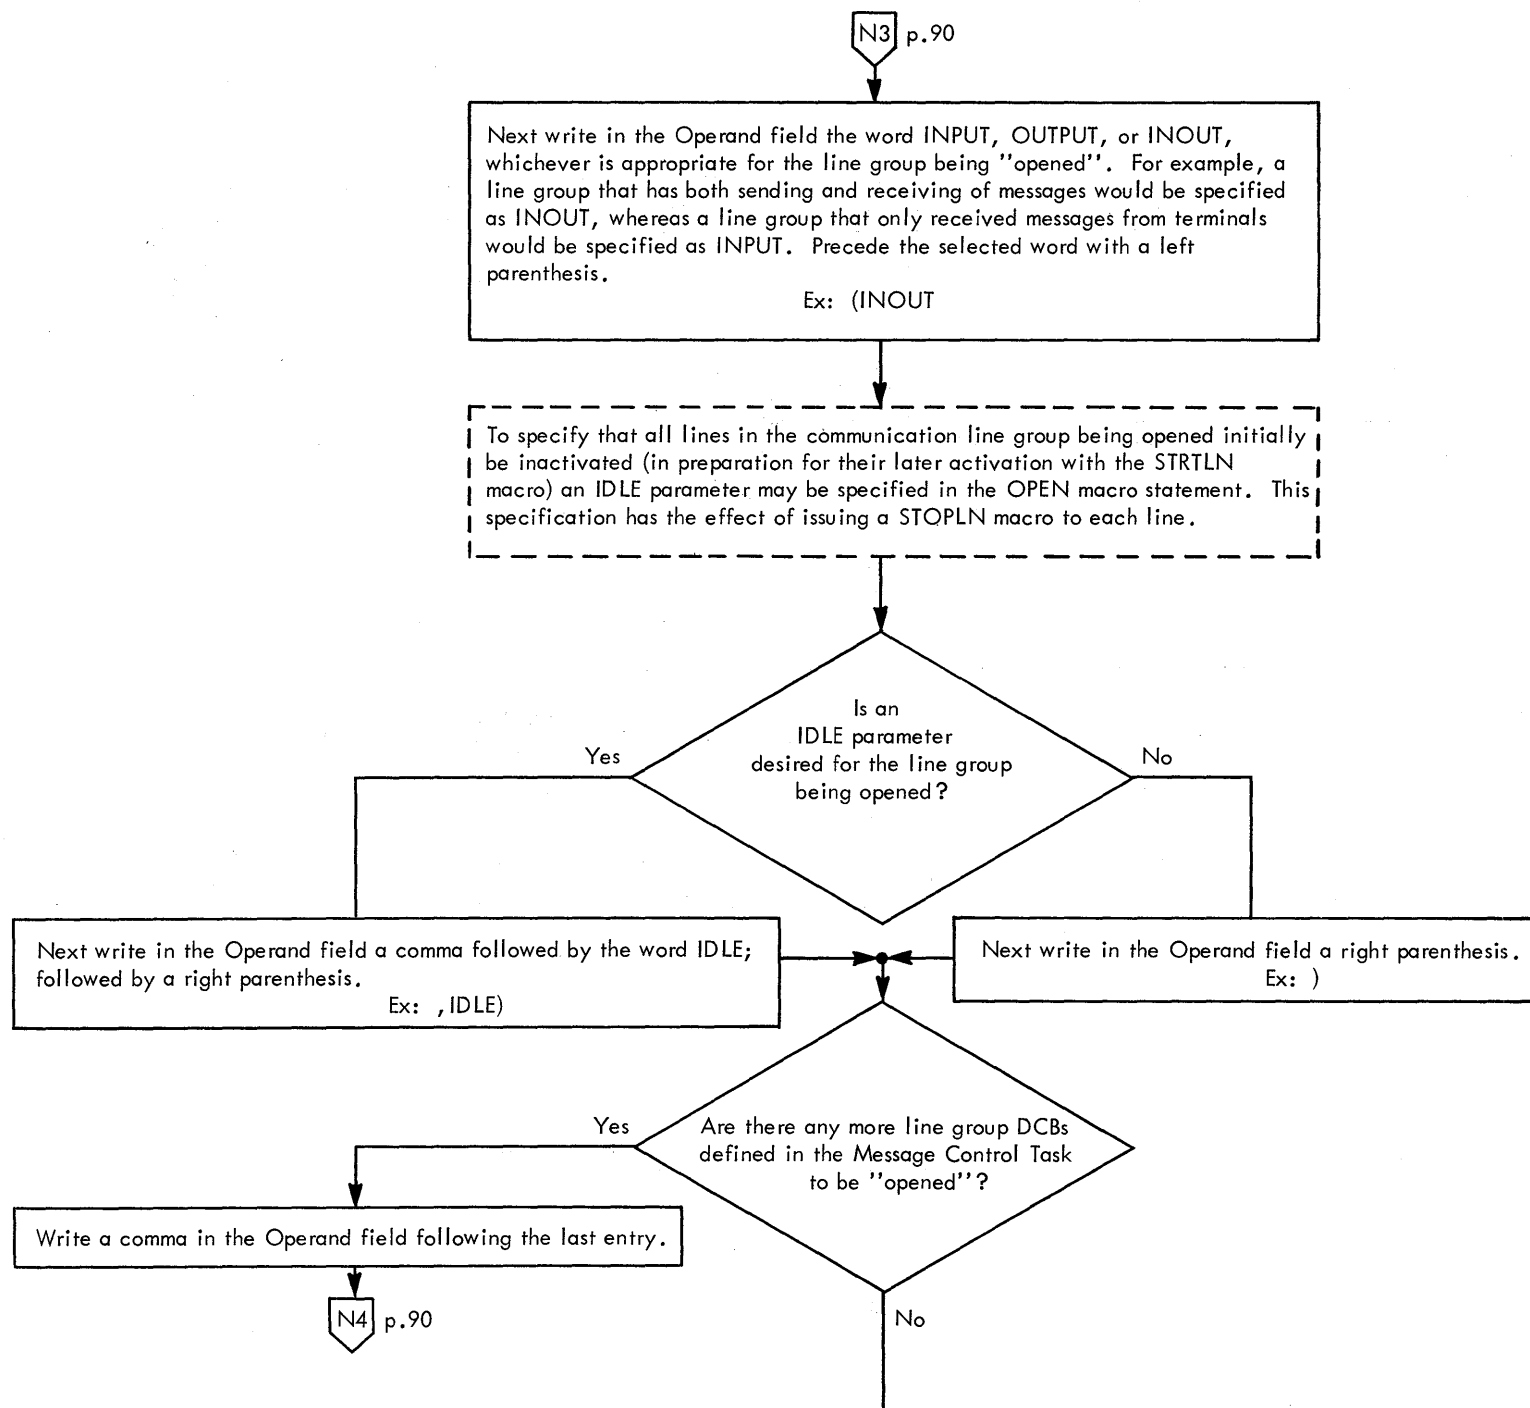 N3 p.90
Next write in the Operand field the word INPUT, OUTPUT, or INOUT,
whichever is appropriate for the line group being "opened". For example, a
line group that has both sending and receiving of messages would be specified
as INOUT, whereas a line group that only received messages from terminals
would be specified as INPUT. Precede the selected word with a left
parenthesis.
Ex: (INOUT
To specify that all lines in the communication line group being opened initially
be inactivated (in preparation for their later activation with the STRTLN
macro) an IDLE parameter may be specified in the OPEN macro statement. This
specification has the effect of issuing a STOPLN macro to each line.
Is an
IDLE parameter
desired for the line group
being opened?
Yes
No
Next write in the Operand field a comma followed by the word IDLE;
followed by a right parenthesis.
Ex: ,IDLE)
Next write in the Operand field a right parenthesis.
Ex: )
Are there any more line group DCBs
defined in the Message Control Task
to be "opened"?
Yes
Write a comma in the Operand field following the last entry.
N4 p.90
No